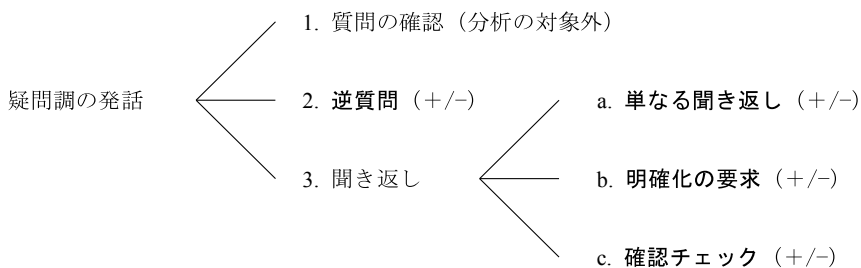 1. 質問の確認（分析の対象外）
疑問調の発話
2. 逆質問（＋/−）
a. 単なる聞き返し（＋/−）
3. 聞き返し
b. 明確化の要求（＋/−）
c. 確認チェック（＋/−）